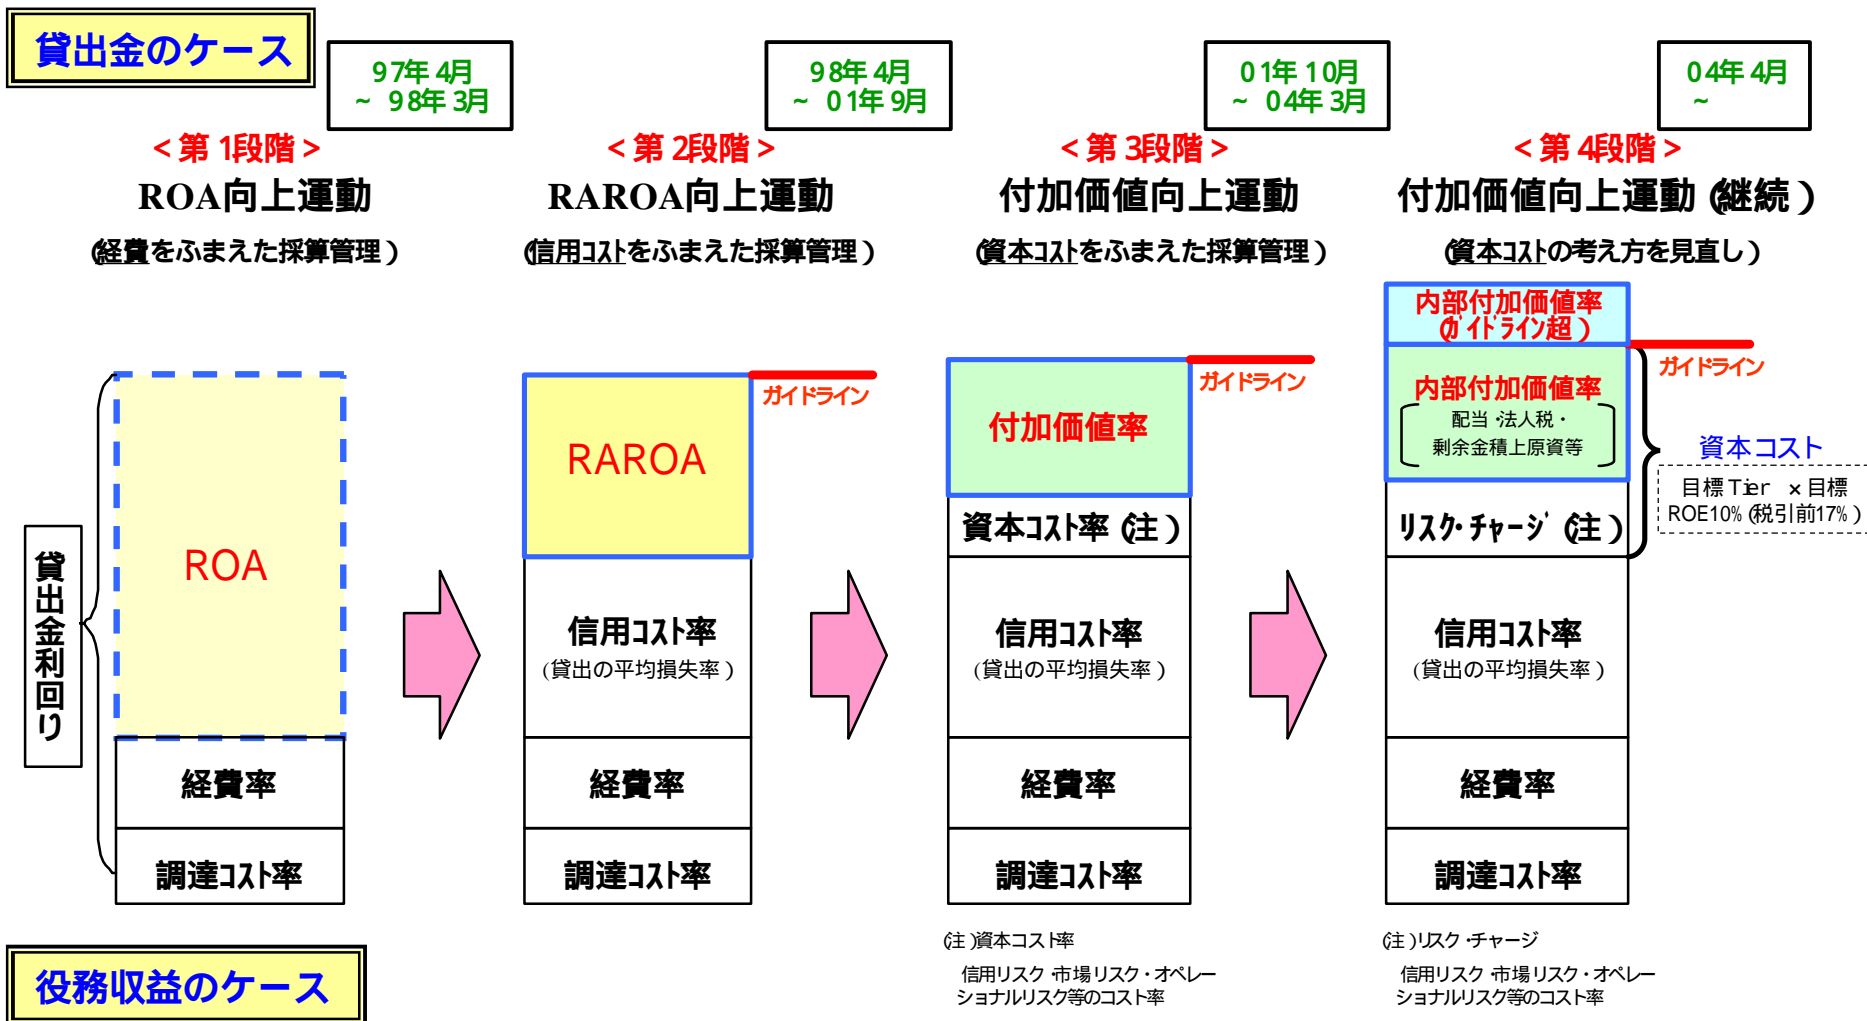 貸出金のケース
97年4月
~ 98年3月
98年4月
~ 01年9月
01年10月
~ 04年3月
04年4月
~
<第1段階>
ROA向上運動
(経費をふまえた採算管理)
<第2段階>
RAROA向上運動
(信用コストをふまえた採算管理)
<第3段階>
付加価値向上運動
(資本コストをふまえた採算管理)
<第4段階>
付加価値向上運動(継続)
(資本コストの考え方を見直し)
貸出金利回り
ROA
経費率
調達コスト率
ガイドライン
RAROA
信用コスト率
(貸出の平均損失率)
経費率
調達コスト率
ガイドライン
付加価値率
資本コスト率(注)
信用コスト率
(貸出の平均損失率)
経費率
調達コスト率
内部付加価値率
(ガイドライン超)
ガイドライン
内部付加価値率
配当・法人税・
剰余金積上原資等
リスク・チャージ(注)
信用コスト率
(貸出の平均損失率)
経費率
調達コスト率
資本コスト
目標Tier ×目標
ROE10%(税引前17%)
(注)資本コスト率
信用リスク・市場リスク・オペレー
ショナルリスク等のコスト率
(注)リスク・チャージ
信用リスク・市場リスク・オペレー
ショナルリスク等のコスト率
役務収益のケース